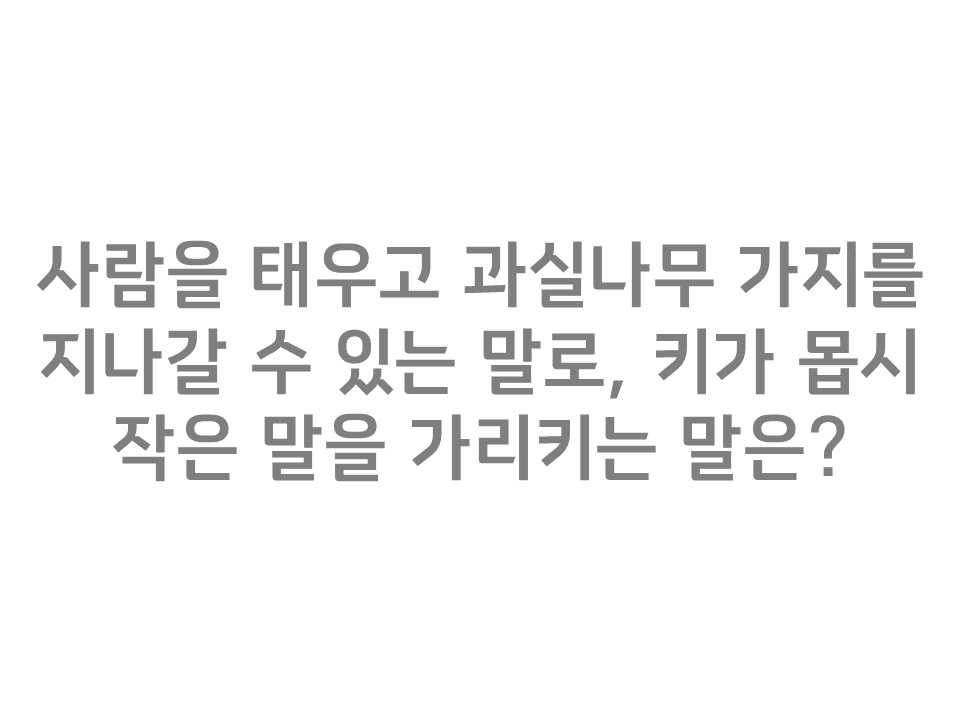 사람을 태우고 과실나무 가지를
지나갈 수 있는 말로, 키가 몹시
작은 말을 가리키는 말은?